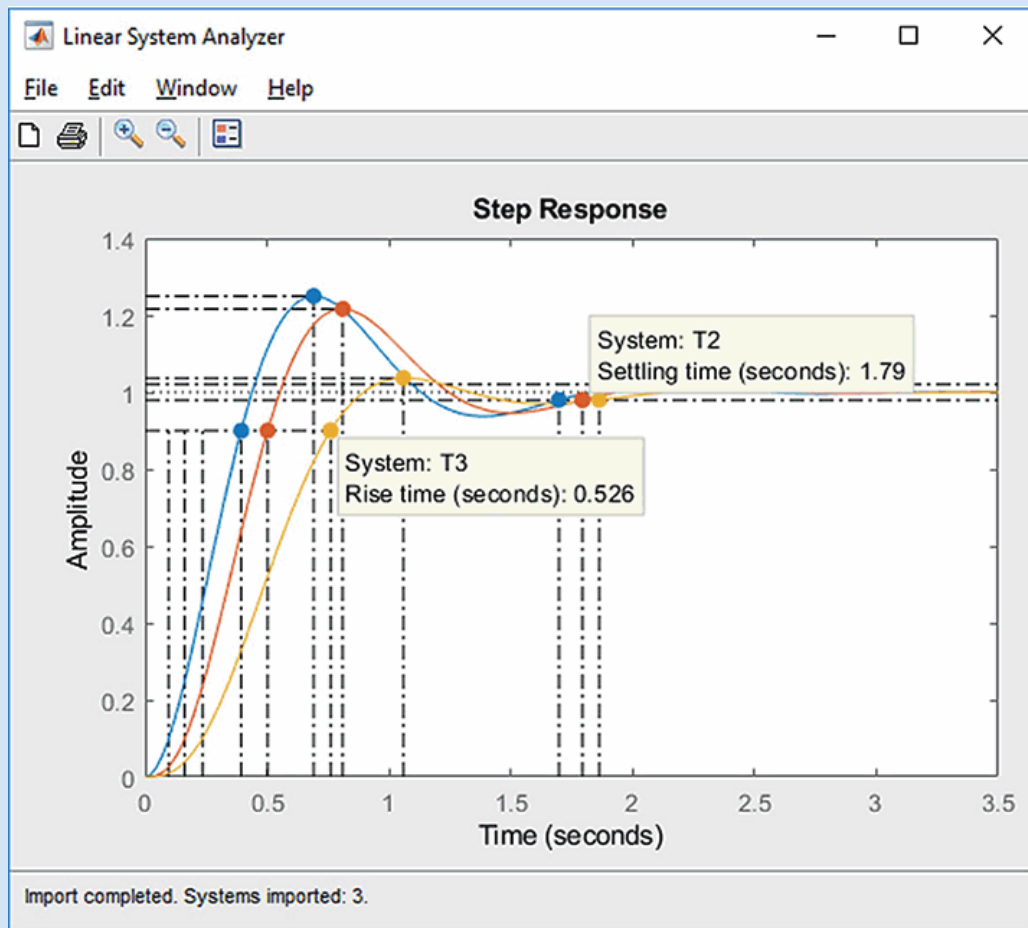 Linear System Analyzer
File Edit Window Help
Step Response
1.4
1.2
1
0.8
0.6
0.4
0.2
0
Amplitude
System: T2
Settling time (seconds): 1.79
System: T3
Rise time (seconds): 0.526
0 0.5 1 1.5 2 2.5 3 3.5
Time (seconds)
Import completed. Systems imported: 3.